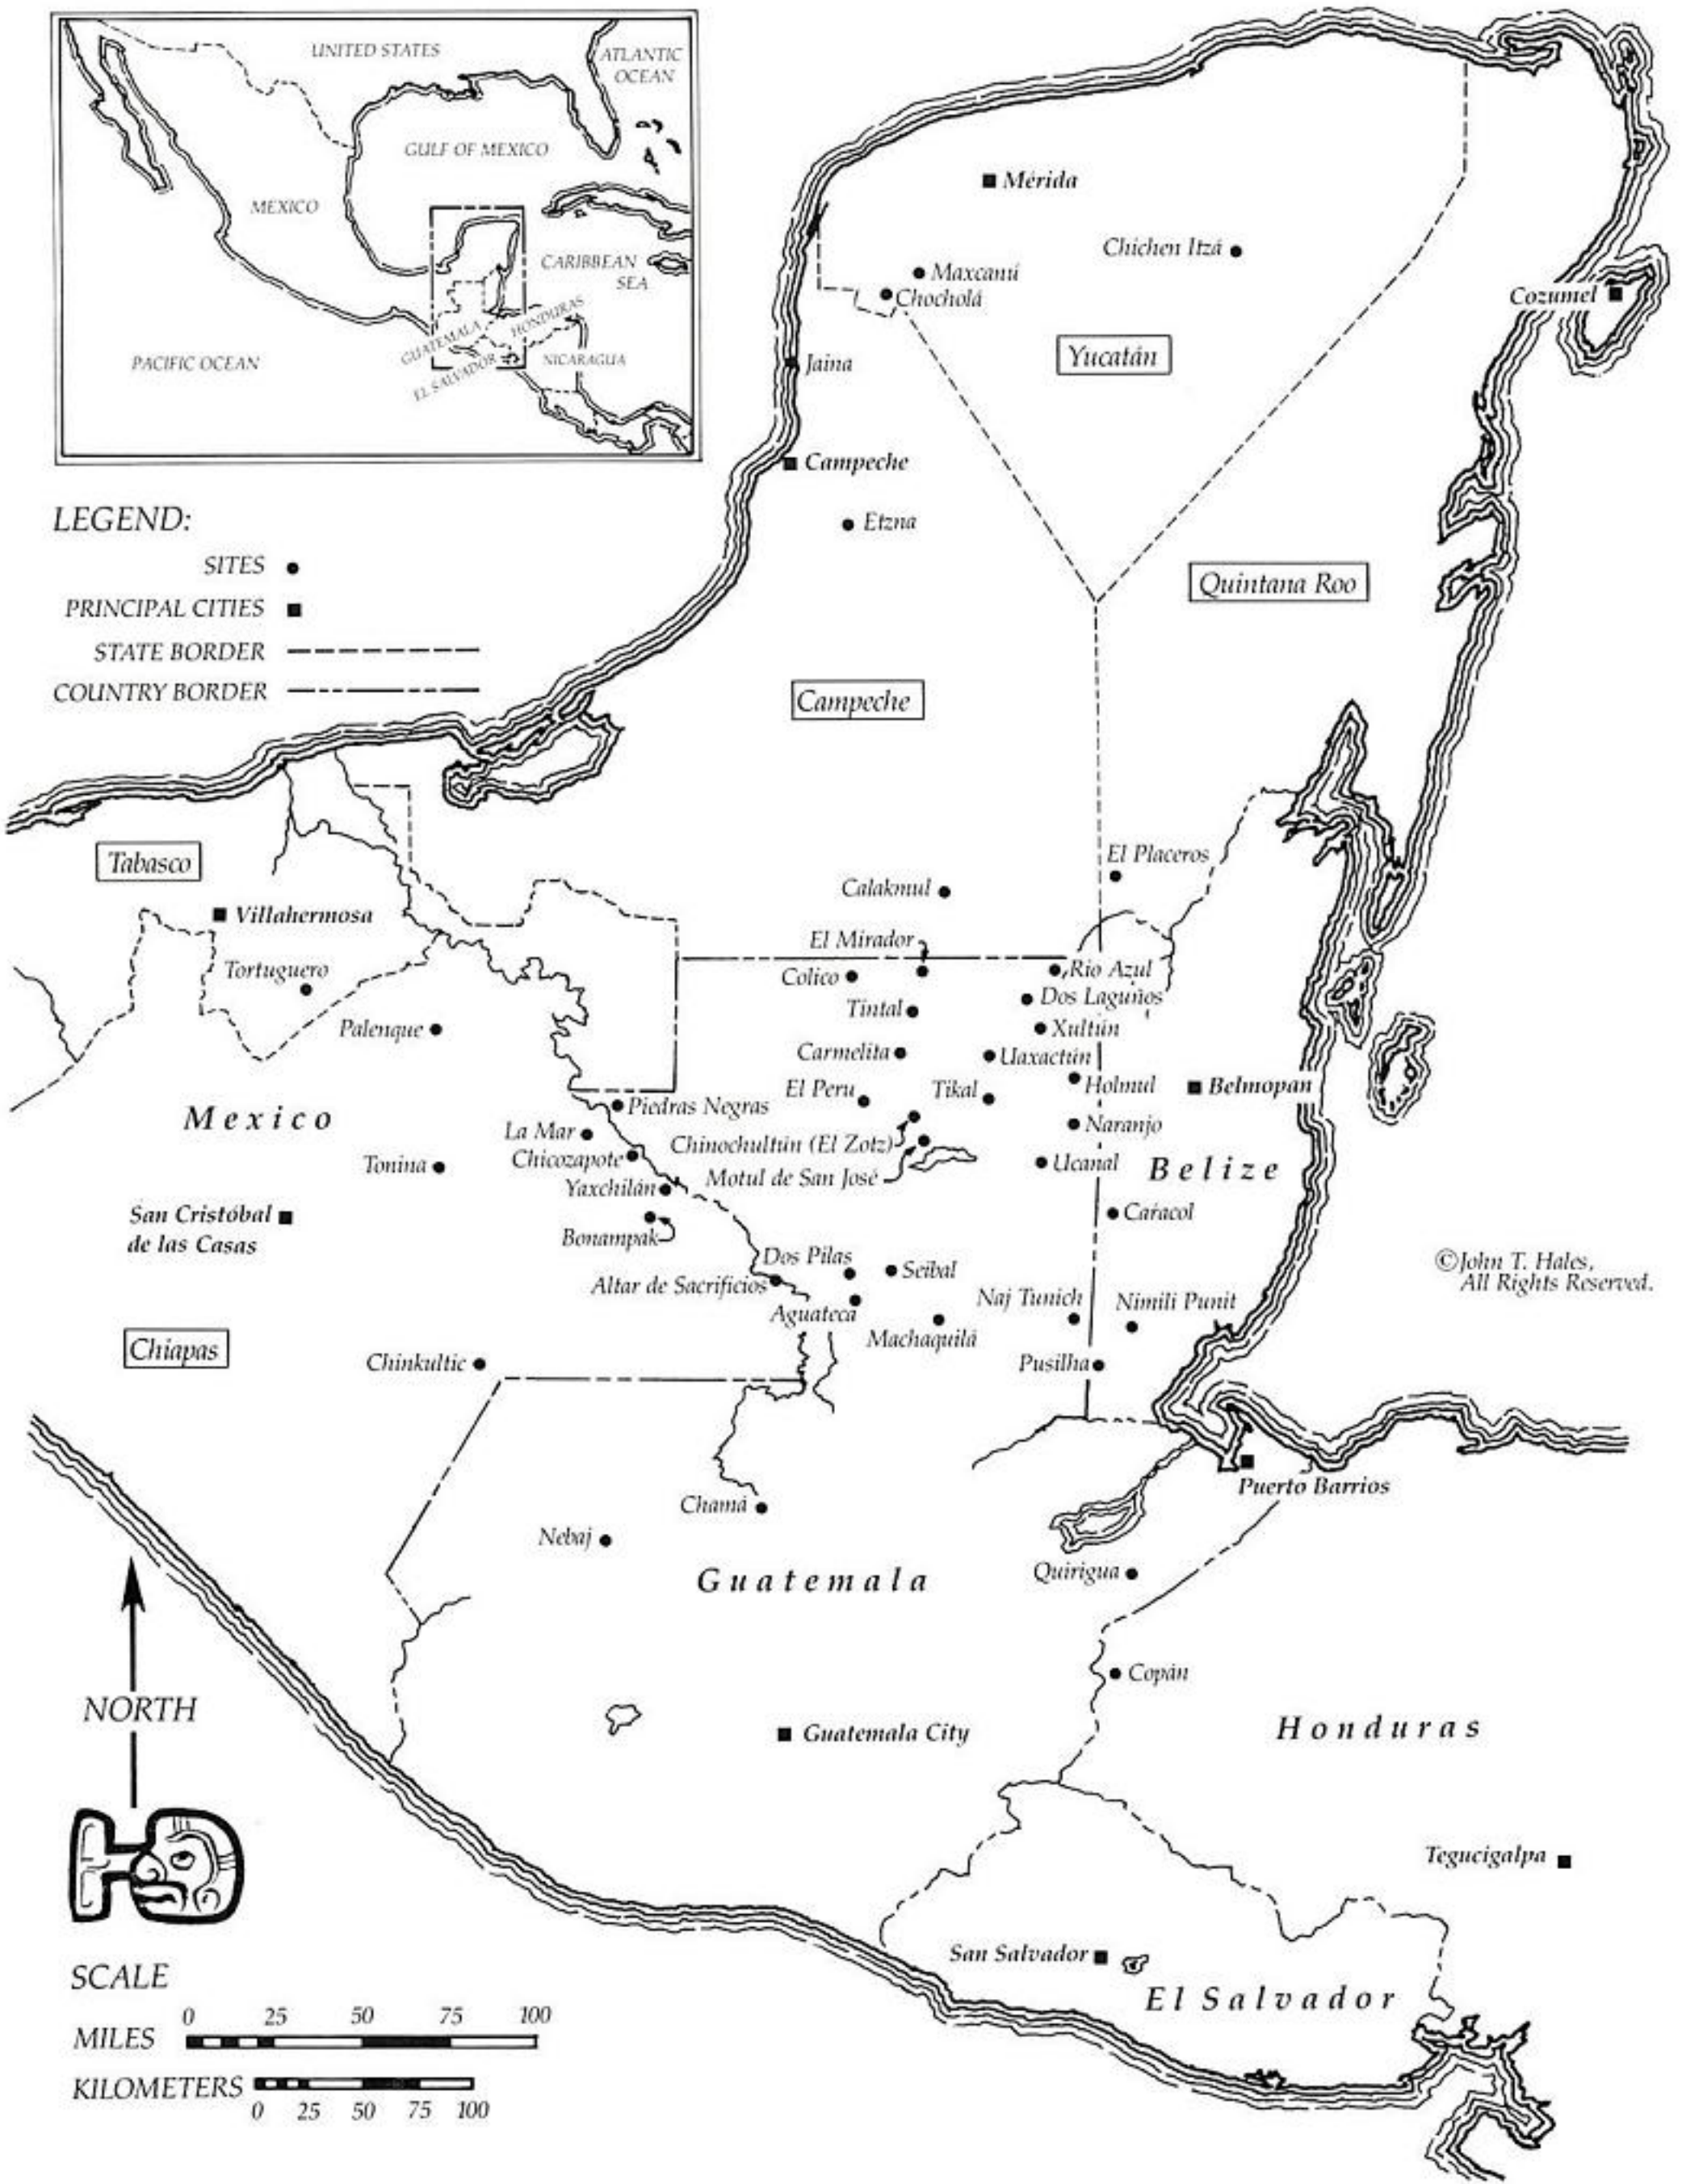 UNITED STATES
ATLANTIC
OCEAN
GULF OF MEXICO
MEXICO
CARIBBEAN
SEA
GUATEMALA
HONDURAS
EL SALVADOR
NICARAGUA
PACIFIC OCEAN
LEGEND:
SITES
PRINCIPAL CITIES
STATE BORDER
COUNTRY BORDER
Mérida
Chichen Itzá
Maxcanú
Chocholá
Cozumel
Yucatán
Jaina
Campeche
Etzna
Quintana Roo
Campeche
Tabasco
Villahermosa
Tortuguero
Palenque
El Placeros
Calakmul
El Mirador
Colico
Rio Azul
Dos Laguños
Tintal
Xultún
Carmelita
Uaxactún
El Peru
Tikal
Holmul
Belmopan
Mexico
Piedras Negras
La Mar
Chinochultún (El Zotz)
Naranjo
Chicozapote
Tonina
Motul de San José
Ucanal
Belize
Yaxchilán
San Cristóbal
de las Casas
Caracol
Bonampak
Dos Pilas
Seibal
Altar de Sacrificios
Aguateca
Naj Tunich
Nimili Punit
Machaquilá
©John T. Hales,
All Rights Reserved.
Chiapas
Chinkultic
Pusilha
Puerto Barrios
Chamá
Nebaj
Guatemala
Quirigua
Copán
NORTH
Guatemala City
Honduras
Tegucigalpa
San Salvador
El Salvador
SCALE
0 25 50 75 100
MILES
KILOMETERS
0 25 50 75 100